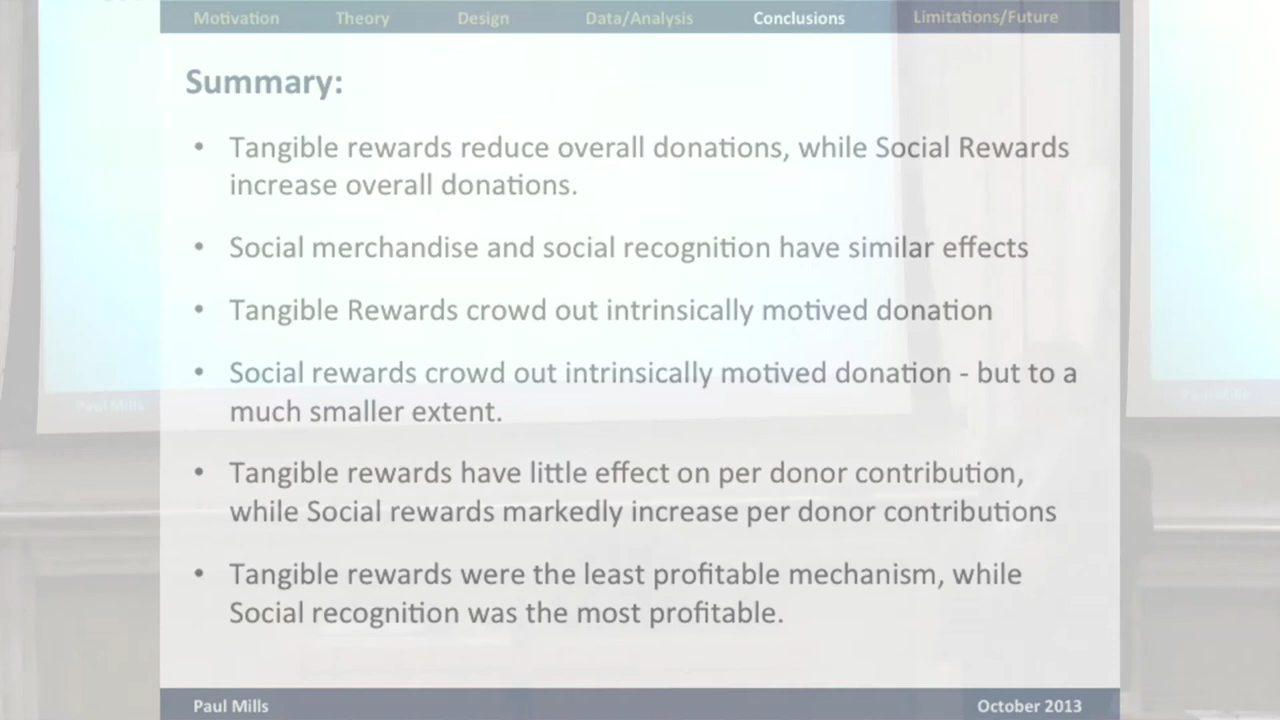 Motivation Theory Design Data/Analysis Conclusions Limitations/Future
Summary:
• Tangible rewards reduce overall donations, while Social Rewards
increase overall donations.
• Social merchandise and social recognition have similar effects
• Tangible Rewards crowd out intrinsically motived donation
• Social rewards crowd out intrinsically motived donation - but to a
much smaller extent.
• Tangible rewards have little effect on per donor contribution,
while Social rewards markedly increase per donor contributions
• Tangible rewards were the least profitable mechanism, while
Social recognition was the most profitable.
Paul Mills
Paul Mills October 2013